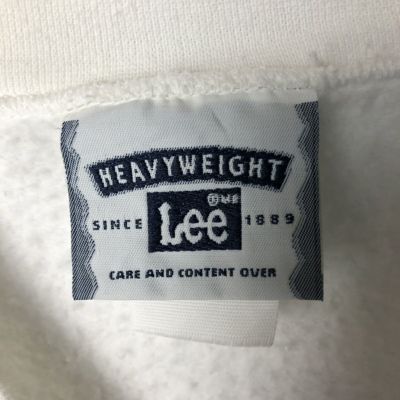 HEAVYWEIGHT
SINCE Lee 1889
CARE AND CONTENT OVER